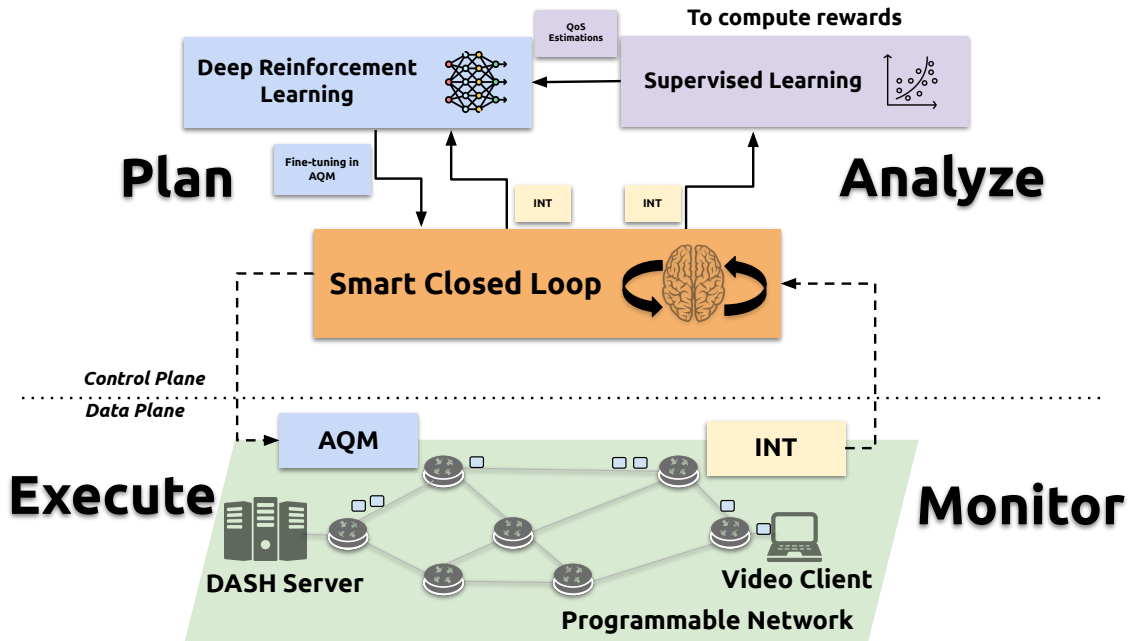 To compute rewards
QoS
Estimations
Deep Reinforcement
Learning
Supervised Learning
Plan
Fine-tuning in
AQM
INT
INT
Analyze
Smart Closed Loop
Control Plane
Data Plane
AQM
INT
Execute
Monitor
DASH Server
Video Client
Programmable Network